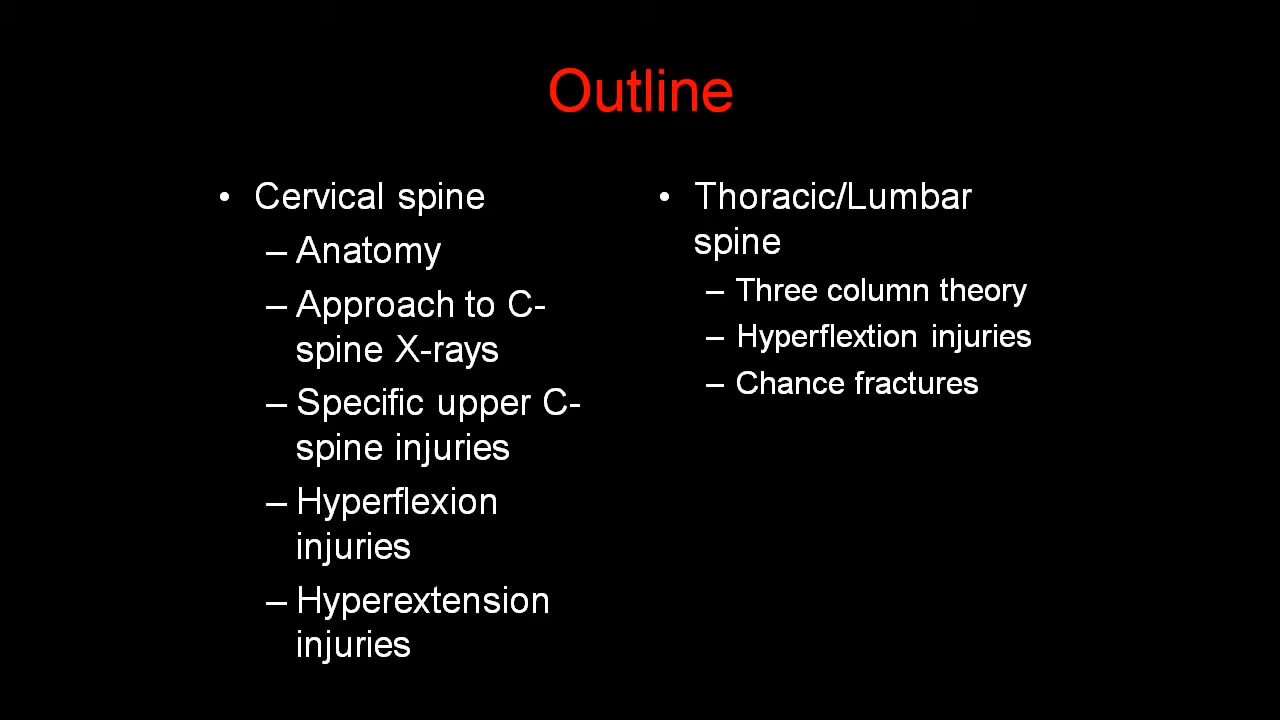 Outline
• Cervical spine
– Anatomy
– Approach to C-
spine X-rays
– Specific upper C-
spine injuries
– Hyperflexion
injuries
– Hyperextension
injuries
• Thoracic/Lumbar
spine
– Three column theory
– Hyperflextion injuries
– Chance fractures